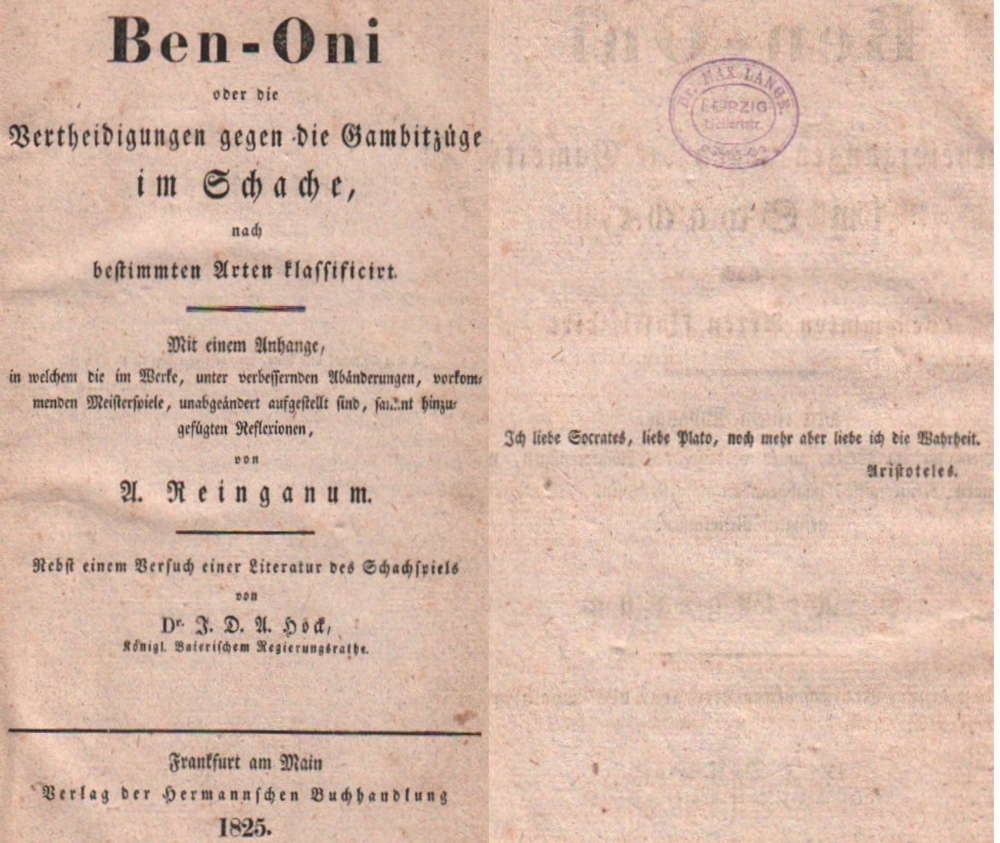 Ben-Oni
oder die
Vertheidigungen gegen die Gambitzüge
im Schache,
nach
bestimmten Arten klassificirt.
Mit einem Anhange,
in welchem die im Werke, unter verbessernden Abänderungen, vorkom-
menden Meisterspiele, unabgeändert aufgestellt sind, hinzu-
gefügten Reflexionen,
von
A. Reinganum.
Nebst einem Versuch einer Literatur des Schachspiels
von
Dr. J. D. A. Höck,
Königl. Baierischem Regierungsrathe.
Frankfurt am Main
Verlag der Hermannschen Buchhandlung
1825.
Dr. MAX LANGE.
LEIPZIG
Ich liebe Socrates, liebe Plato, noch mehr aber liebe ich die Wahrheit.
Aristoteles.